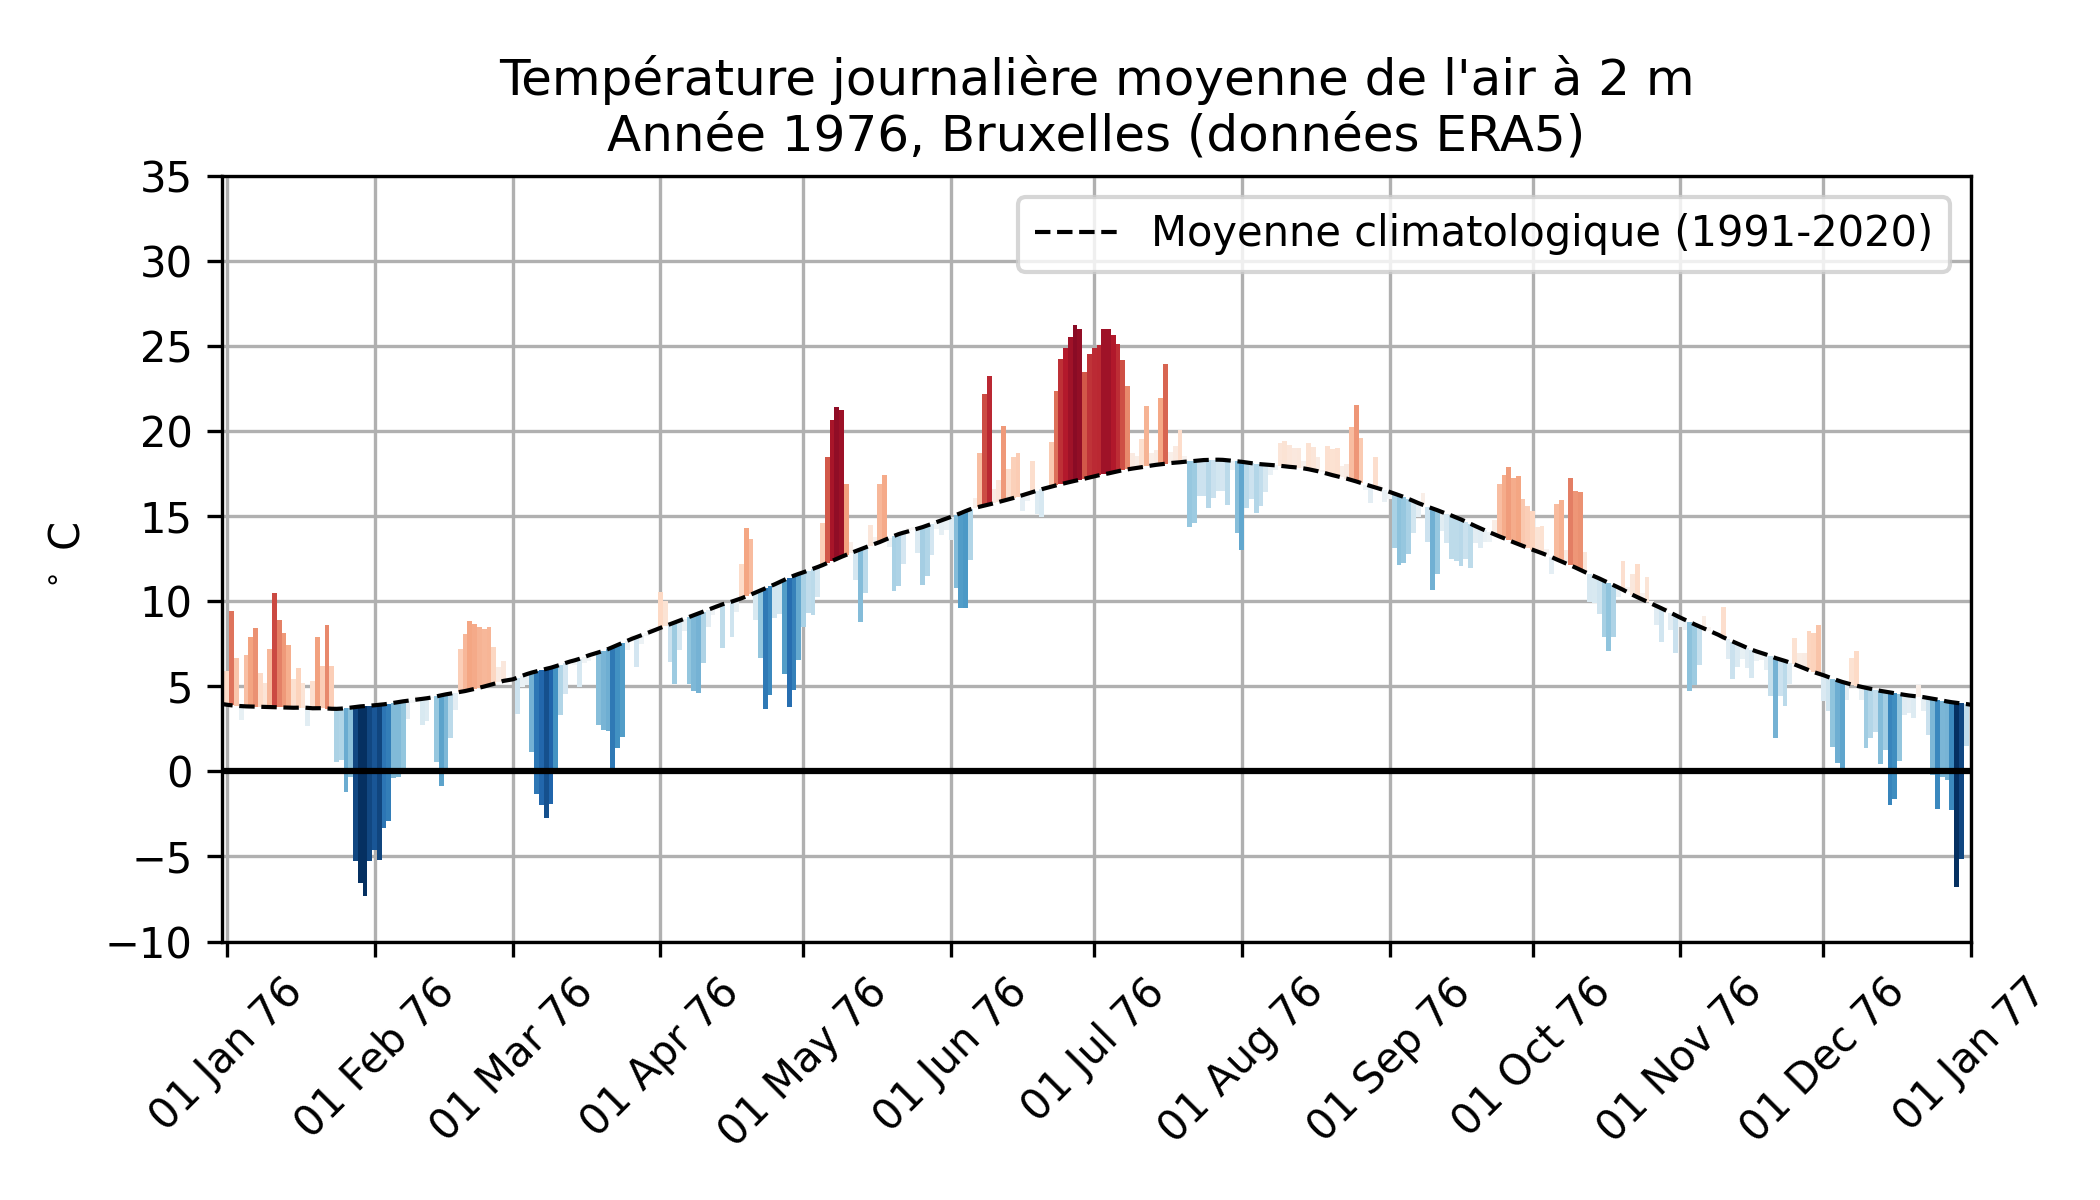 Température journalière moyenne de l'air à 2 m
Année 1976, Bruxelles (données ERA5)
Moyenne climatologique (1991-2020)
35
30
25
20
15
10
5
0
−5
−10
° C
01 Jan 76
01 Feb 76
01 Mar 76
01 Apr 76
01 May 76
01 Jun 76
01 Jul 76
01 Aug 76
01 Sep 76
01 Oct 76
01 Nov 76
01 Dec 76
01 Jan 77